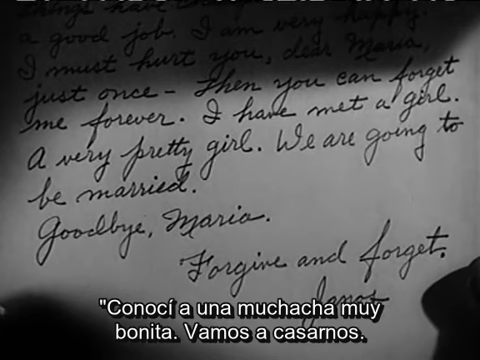 a good job. I am very happy.
I must hurt you, dear Maria,
just once - Then you can forget
me forever. I have met a girl.
A very pretty girl. We are going to
be married.
Goodbye, Maria.
Forgive and forget.
Janos
"Conocí a una muchacha muy
bonita. Vamos a casarnos.